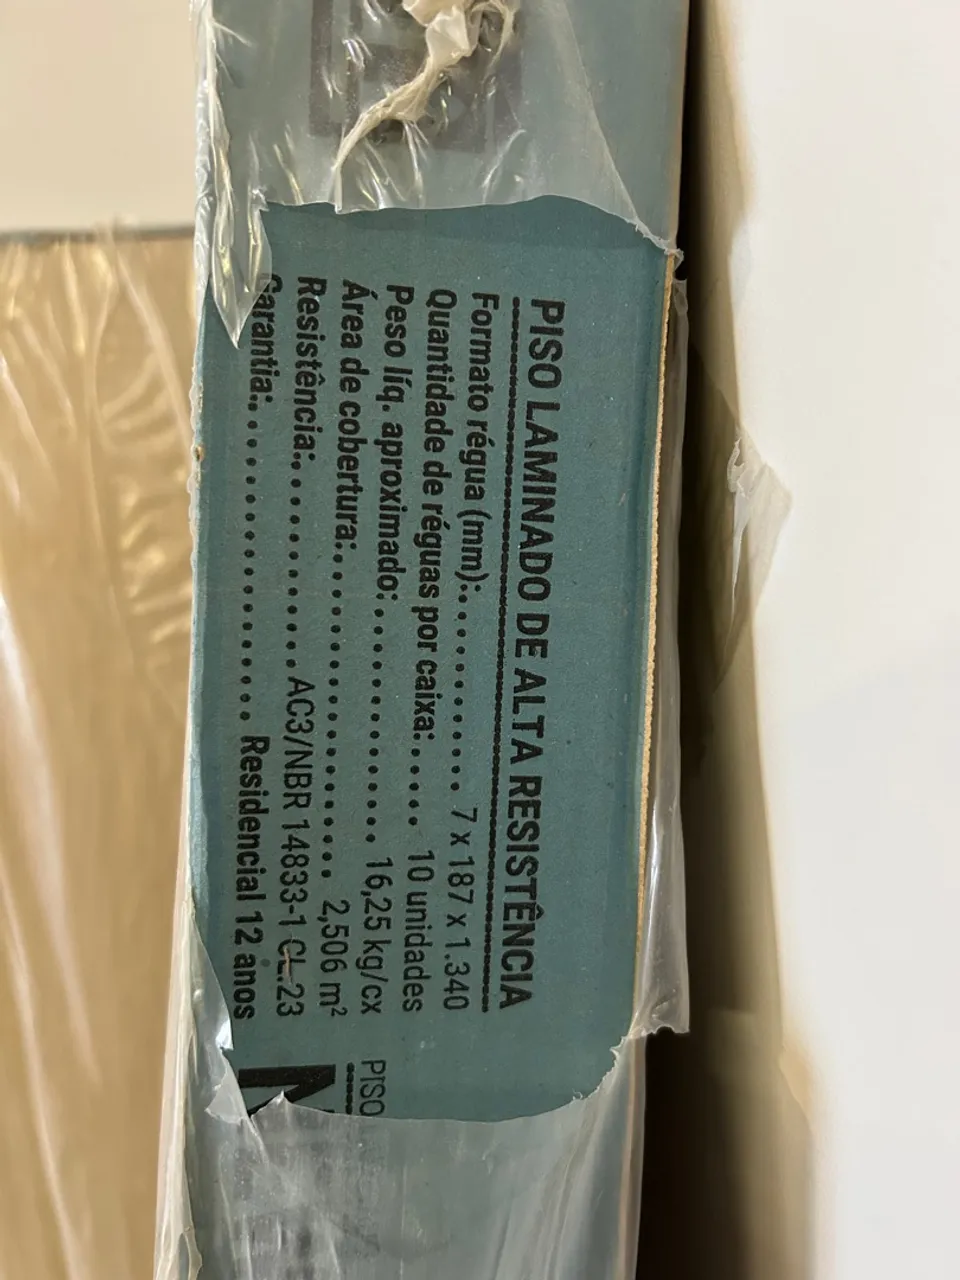 PISO LAMINADO DE ALTA RESISTÊNCIA
Formato régua (mm):............ 7 x 187 x 1.340
Quantidade de réguas por caixa:...... 10 unidades
Peso líq. aproximado:................ 16,25 kg/cx
Área de cobertura:..................... 2,506 m²
Resistência:.............. AC3/NBR 14833-1 CL.23
Garantia:..................... Residencial 12 anos
PISO